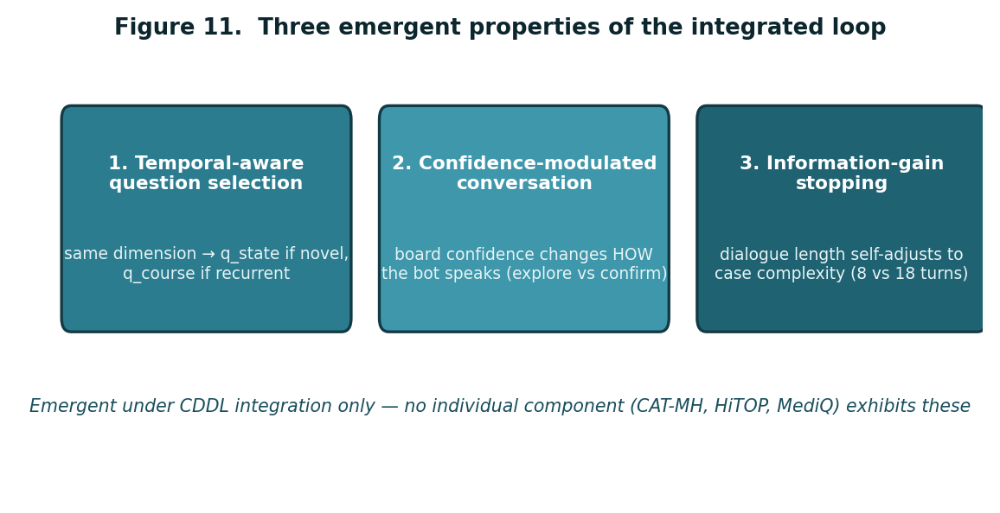 Figure 11.  Three emergent properties of the integrated loop
1. Temporal-aware
question selection
same dimension → q_state if novel,
q_course if recurrent
2. Confidence-modulated
conversation
board confidence changes HOW
the bot speaks (explore vs confirm)
3. Information-gain
stopping
dialogue length self-adjusts to
case complexity (8 vs 18 turns)
Emergent under CDDL integration only — no individual component (CAT-MH, HiTOP, MediQ) exhibits these